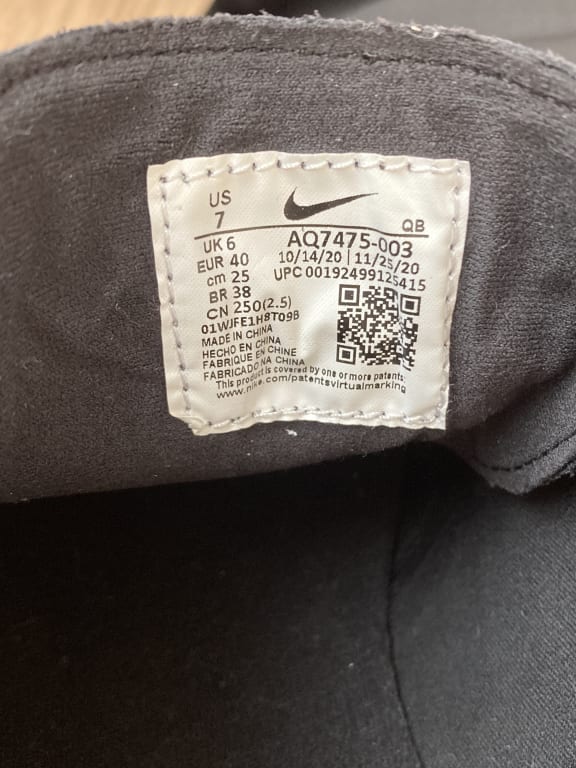 US
7
QB
UK 6
AQ7475-003
EUR 40
10/14/20 | 11/25/20
cm 25
UPC 00192499125415
BR 38
CN 250(2.5)
01WJFE1H8T09B
MADE IN CHINA
HECHO EN CHINA
FABRIQUE EN CHINE
FABRICADO NA CHINA
This product is covered by one or more patents
www.nike.com/patentsvirtualmarking